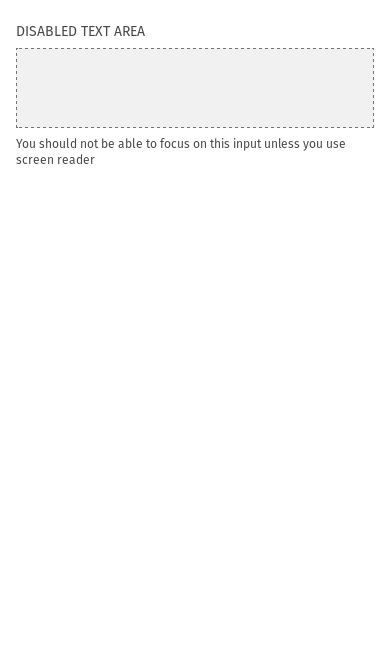 DISABLED TEXT AREA
You should not be able to focus on this input unless you use
screen reader